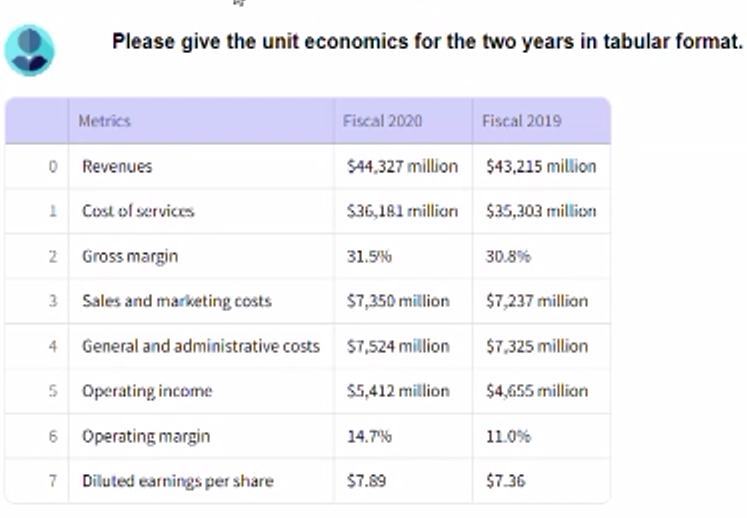 Please give the unit economics for the two years in tabular format.
Metrics Fiscal 2020 Fiscal 2019
0 Revenues $44,327 million $43,215 million
1 Cost of services $36,181 million $35,303 million
2 Gross margin 31.5% 30.8%
3 Sales and marketing costs $7,350 million $7,237 million
4 General and administrative costs $7,524 million $7,325 million
5 Operating income $5,412 million $4,655 million
6 Operating margin 14.7% 11.0%
7 Diluted earnings per share $7.89 $7.36